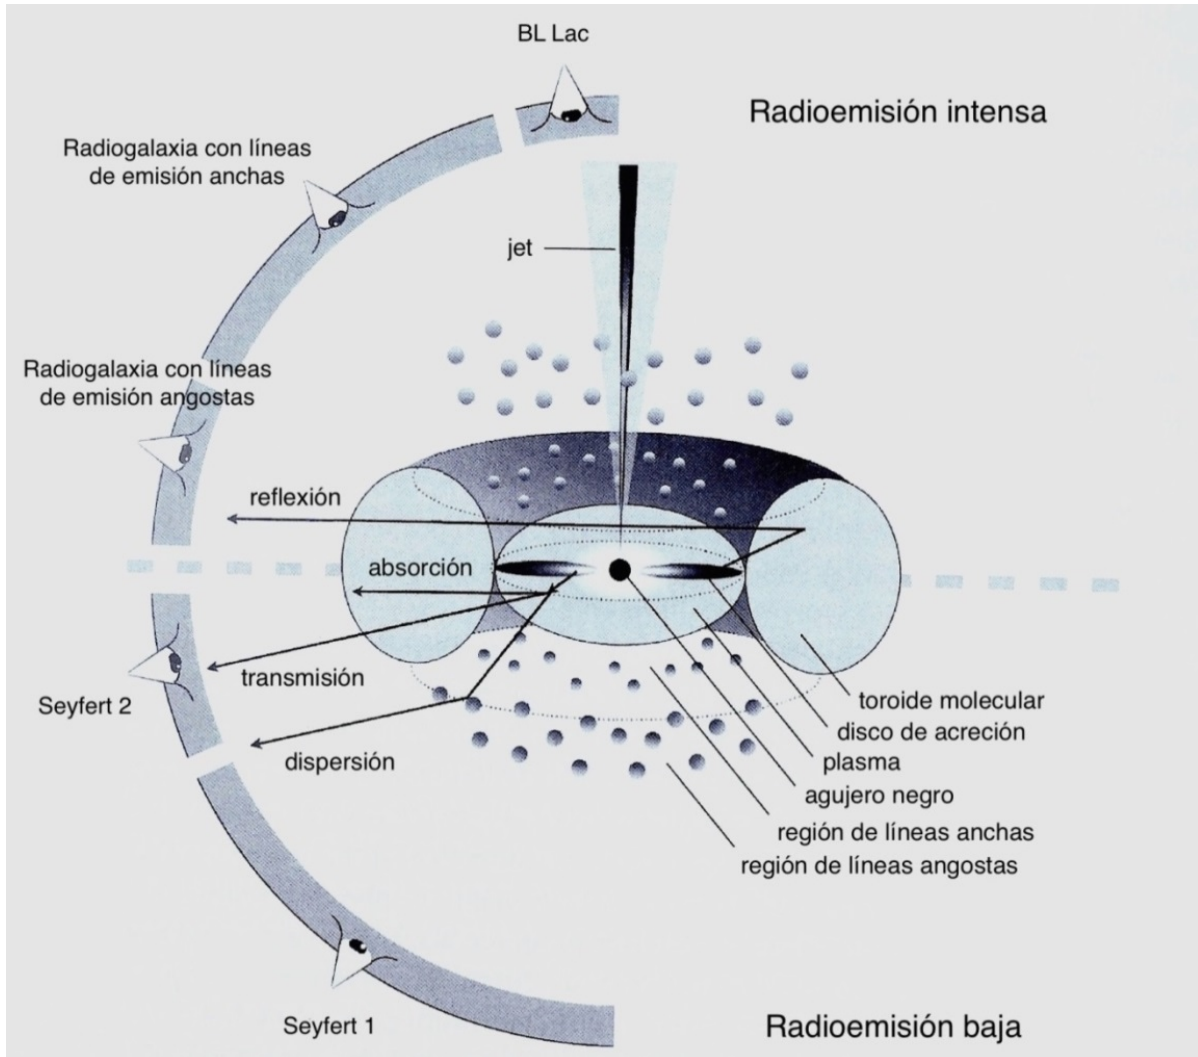 BL Lac
Radioemisión intensa
Radiogalaxia con líneas
de emisión anchas
jet
Radiogalaxia con líneas
de emisión angostas
reflexión
absorción
transmisión
Seyfert 2
dispersión
toroide molecular
disco de acreción
plasma
agujero negro
región de líneas anchas
región de líneas angostas
Seyfert 1
Radioemisión baja